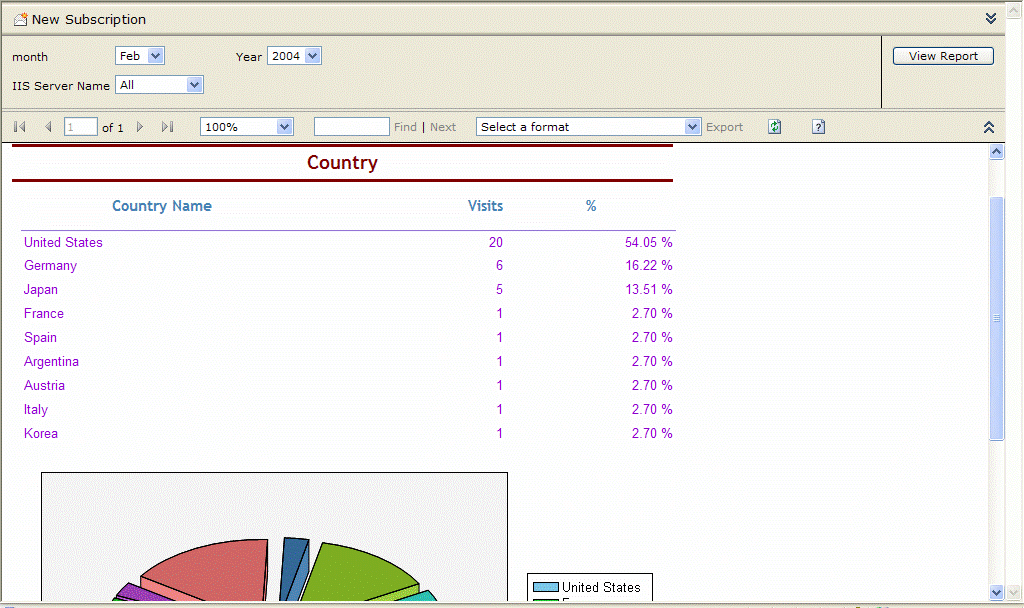 New Subscription
month Feb Year 2004 View Report
IIS Server Name All
1 of 1 100% Find | Next Select a format Export
Country
Country Name Visits %
United States 20 54.05 %
Germany 6 16.22 %
Japan 5 13.51 %
France 1 2.70 %
Spain 1 2.70 %
Argentina 1 2.70 %
Austria 1 2.70 %
Italy 1 2.70 %
Korea 1 2.70 %
United States